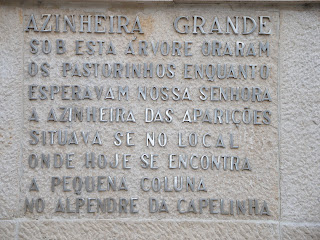 AZINHEIRA GRANDE
SOB ESTA ÁRVORE ORARAM
OS PASTORINHOS ENQUANTO
ESPERAVAM NOSSA SENHORA
A AZINHEIRA DAS APARIÇÕES
SITUAVA SE NO LOCAL
ONDE HOJE SE ENCONTRA
A PEQUENA COLUNA
NO ALPENDRE DA CAPELINHA